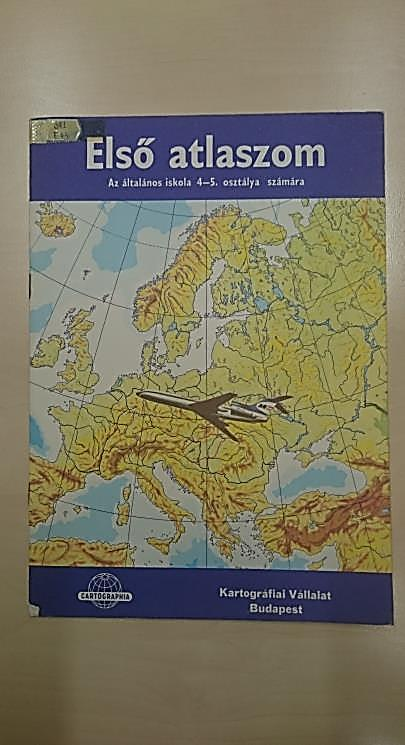 Első atlaszom
Az általános iskola 4—5. osztálya számára
CARTOGRAPHIA
Kartográfiai Vállalat
Budapest